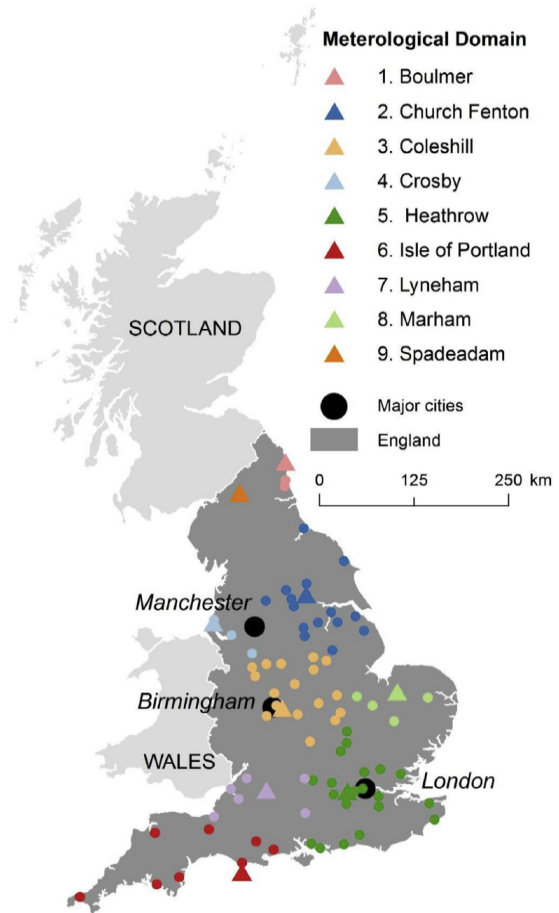 Meterological Domain
1. Boulmer
2. Church Fenton
3. Coleshill
4. Crosby
5. Heathrow
6. Isle of Portland
7. Lyneham
8. Marham
9. Spadeadam
SCOTLAND
Major cities
England
0 125 250 km
Manchester
Birmingham
WALES
London